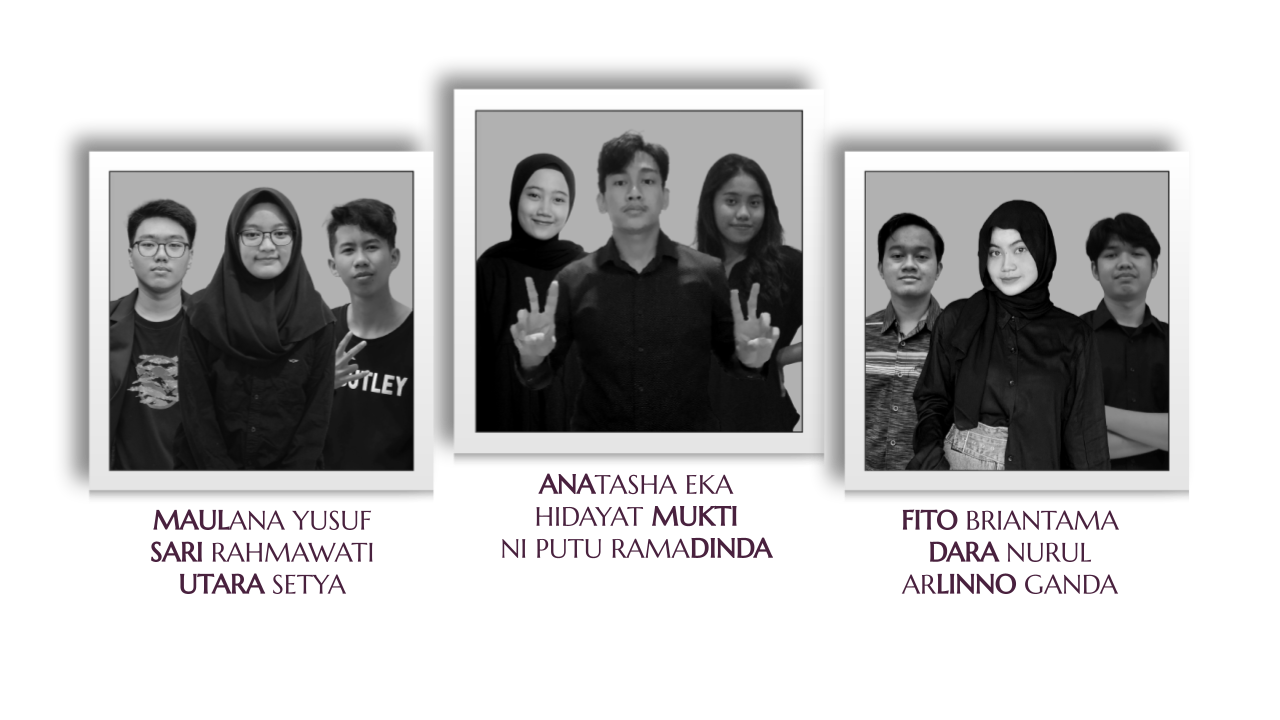 UTLEY
MAULANA YUSUF
SARI RAHMAWATI
UTARA SETYA
ANATASHA EKA
HIDAYAT MUKTI
NI PUTU RAMADINDA
FITO BRIANTAMA
DARA NURUL
ARLINNO GANDA